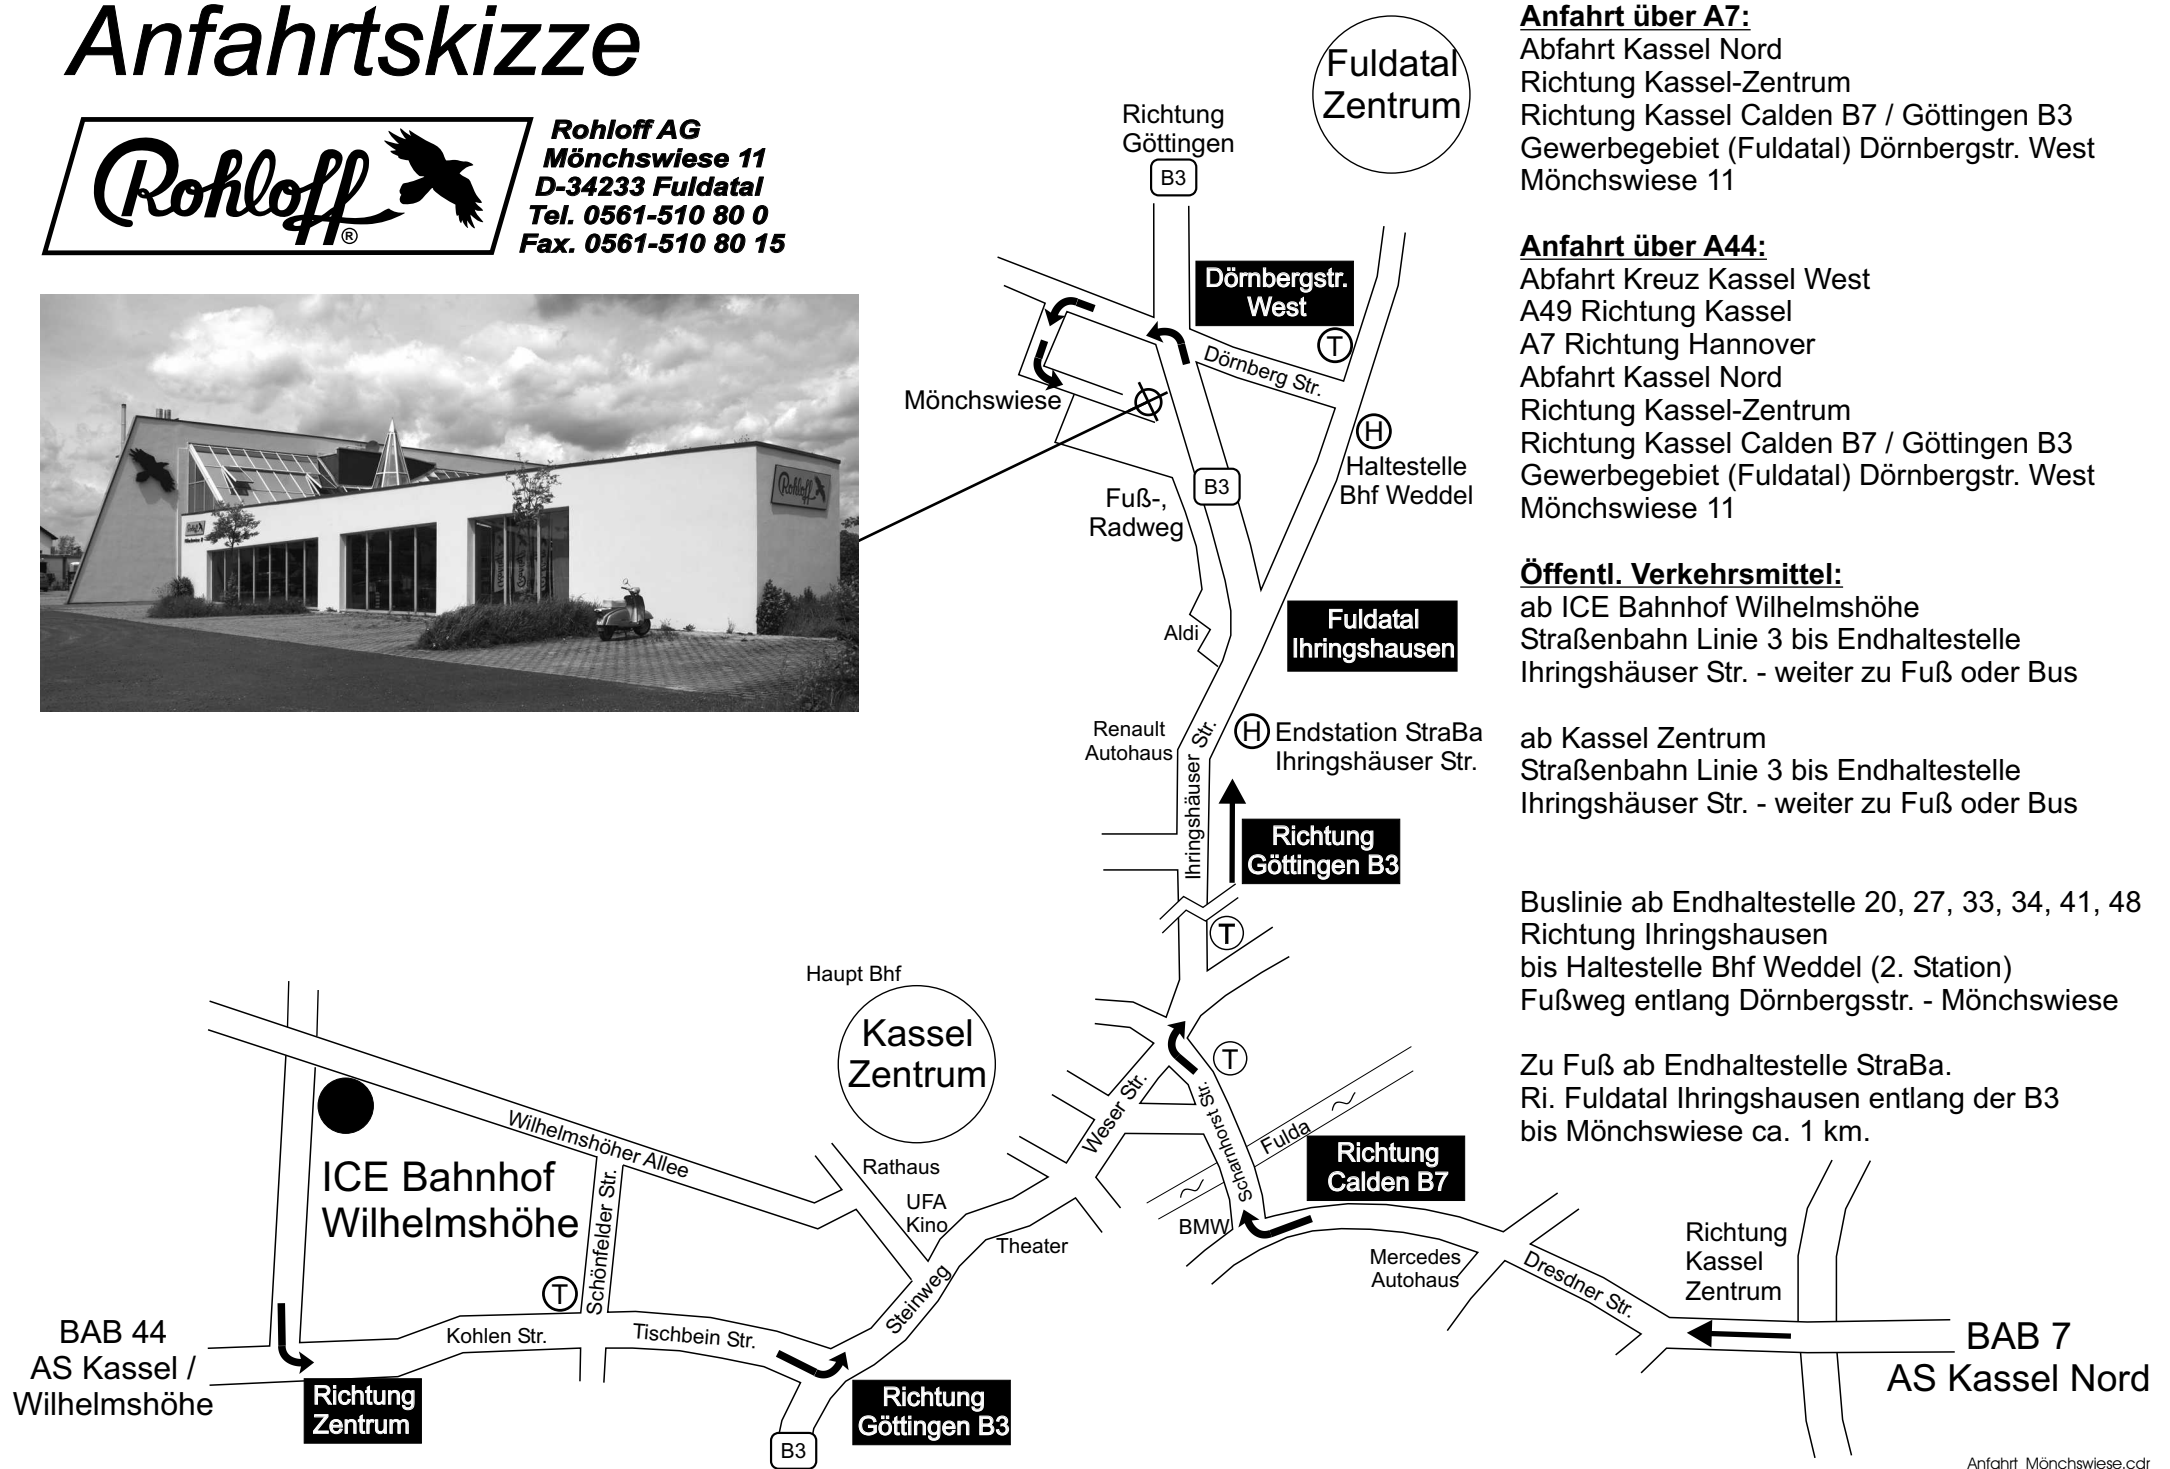 Anfahrtskizze
Rohloff
®
Rohloff AG
Mönchswiese 11
D-34233 Fuldatal
Tel. 0561-510 80 0
Fax. 0561-510 80 15
Rohloff
Fuldatal
Zentrum
Richtung
Göttingen
B3
Dörnbergstr.
West
T
Dörnberg Str.
Mönchswiese
H
Haltestelle
Bhf Weddel
B3
Fuß-,
Radweg
Aldi
Fuldatal
Ihringshausen
Renault
Autohaus
Ihringshäuser Str.
H
Endstation StraBa
Ihringshäuser Str.
Richtung
Göttingen B3
T
Haupt Bhf
Kassel
Zentrum
T
Weser Str.
Scharnhorst Str.
Fulda
Wilhelmshöher Allee
ICE Bahnhof
Wilhelmshöhe
Schönfelder Str.
T
Rathaus
UFA
Kino
Theater
Steinweg
BMW
Richtung
Calden B7
Mercedes
Autohaus
Dresdner Str.
Richtung
Kassel
Zentrum
BAB 7
AS Kassel Nord
BAB 44
AS Kassel /
Wilhelmshöhe
Kohlen Str.
Tischbein Str.
Richtung
Zentrum
Richtung
Göttingen B3
B3
Anfahrt über A7:
Abfahrt Kassel Nord
Richtung Kassel-Zentrum
Richtung Kassel Calden B7 / Göttingen B3
Gewerbegebiet (Fuldatal) Dörnbergstr. West
Mönchswiese 11
Anfahrt über A44:
Abfahrt Kreuz Kassel West
A49 Richtung Kassel
A7 Richtung Hannover
Abfahrt Kassel Nord
Richtung Kassel-Zentrum
Richtung Kassel Calden B7 / Göttingen B3
Gewerbegebiet (Fuldatal) Dörnbergstr. West
Mönchswiese 11
Öffentl. Verkehrsmittel:
ab ICE Bahnhof Wilhelmshöhe
Straßenbahn Linie 3 bis Endhaltestelle
Ihringshäuser Str. - weiter zu Fuß oder Bus
ab Kassel Zentrum
Straßenbahn Linie 3 bis Endhaltestelle
Ihringshäuser Str. - weiter zu Fuß oder Bus
Buslinie ab Endhaltestelle 20, 27, 33, 34, 41, 48
Richtung Ihringshausen
bis Haltestelle Bhf Weddel (2. Station)
Fußweg entlang Dörnbergsstr. - Mönchswiese
Zu Fuß ab Endhaltestelle StraBa.
Ri. Fuldatal Ihringshausen entlang der B3
bis Mönchswiese ca. 1 km.
Anfahrt Mönchswiese.cdr